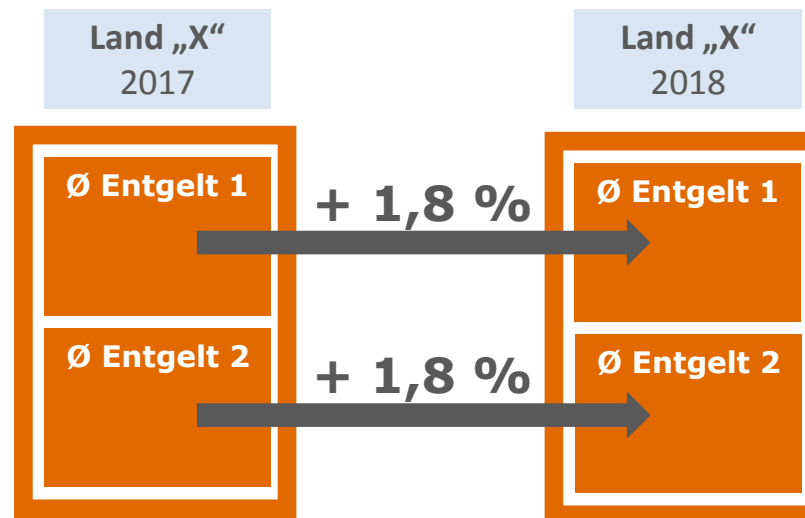 Land „X“
2017
Land „X“
2018
Ø Entgelt 1
+ 1,8 %
Ø Entgelt 1
Ø Entgelt 2
+ 1,8 %
Ø Entgelt 2